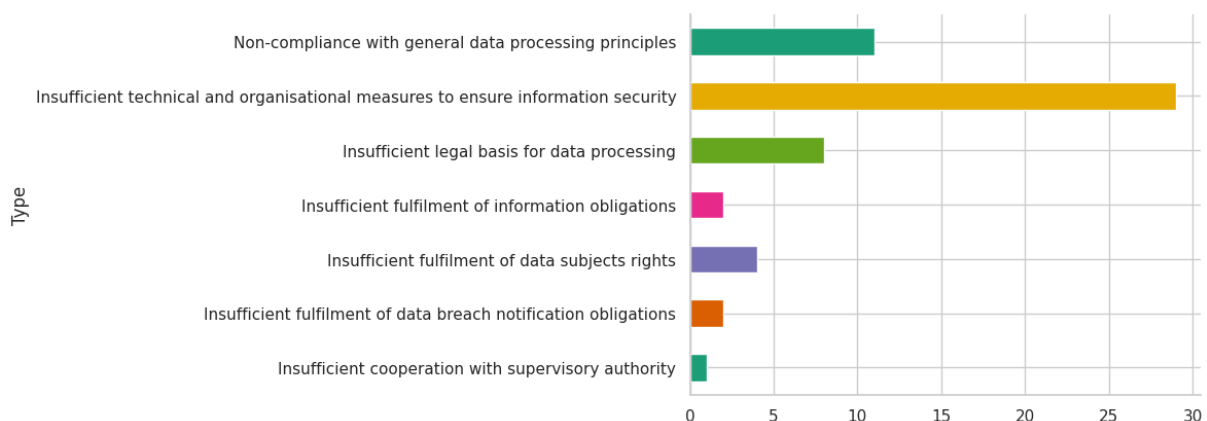 Type
Non-compliance with general data processing principles
Insufficient technical and organisational measures to ensure information security
Insufficient legal basis for data processing
Insufficient fulfilment of information obligations
Insufficient fulfilment of data subjects rights
Insufficient fulfilment of data breach notification obligations
Insufficient cooperation with supervisory authority
0 5 10 15 20 25 30